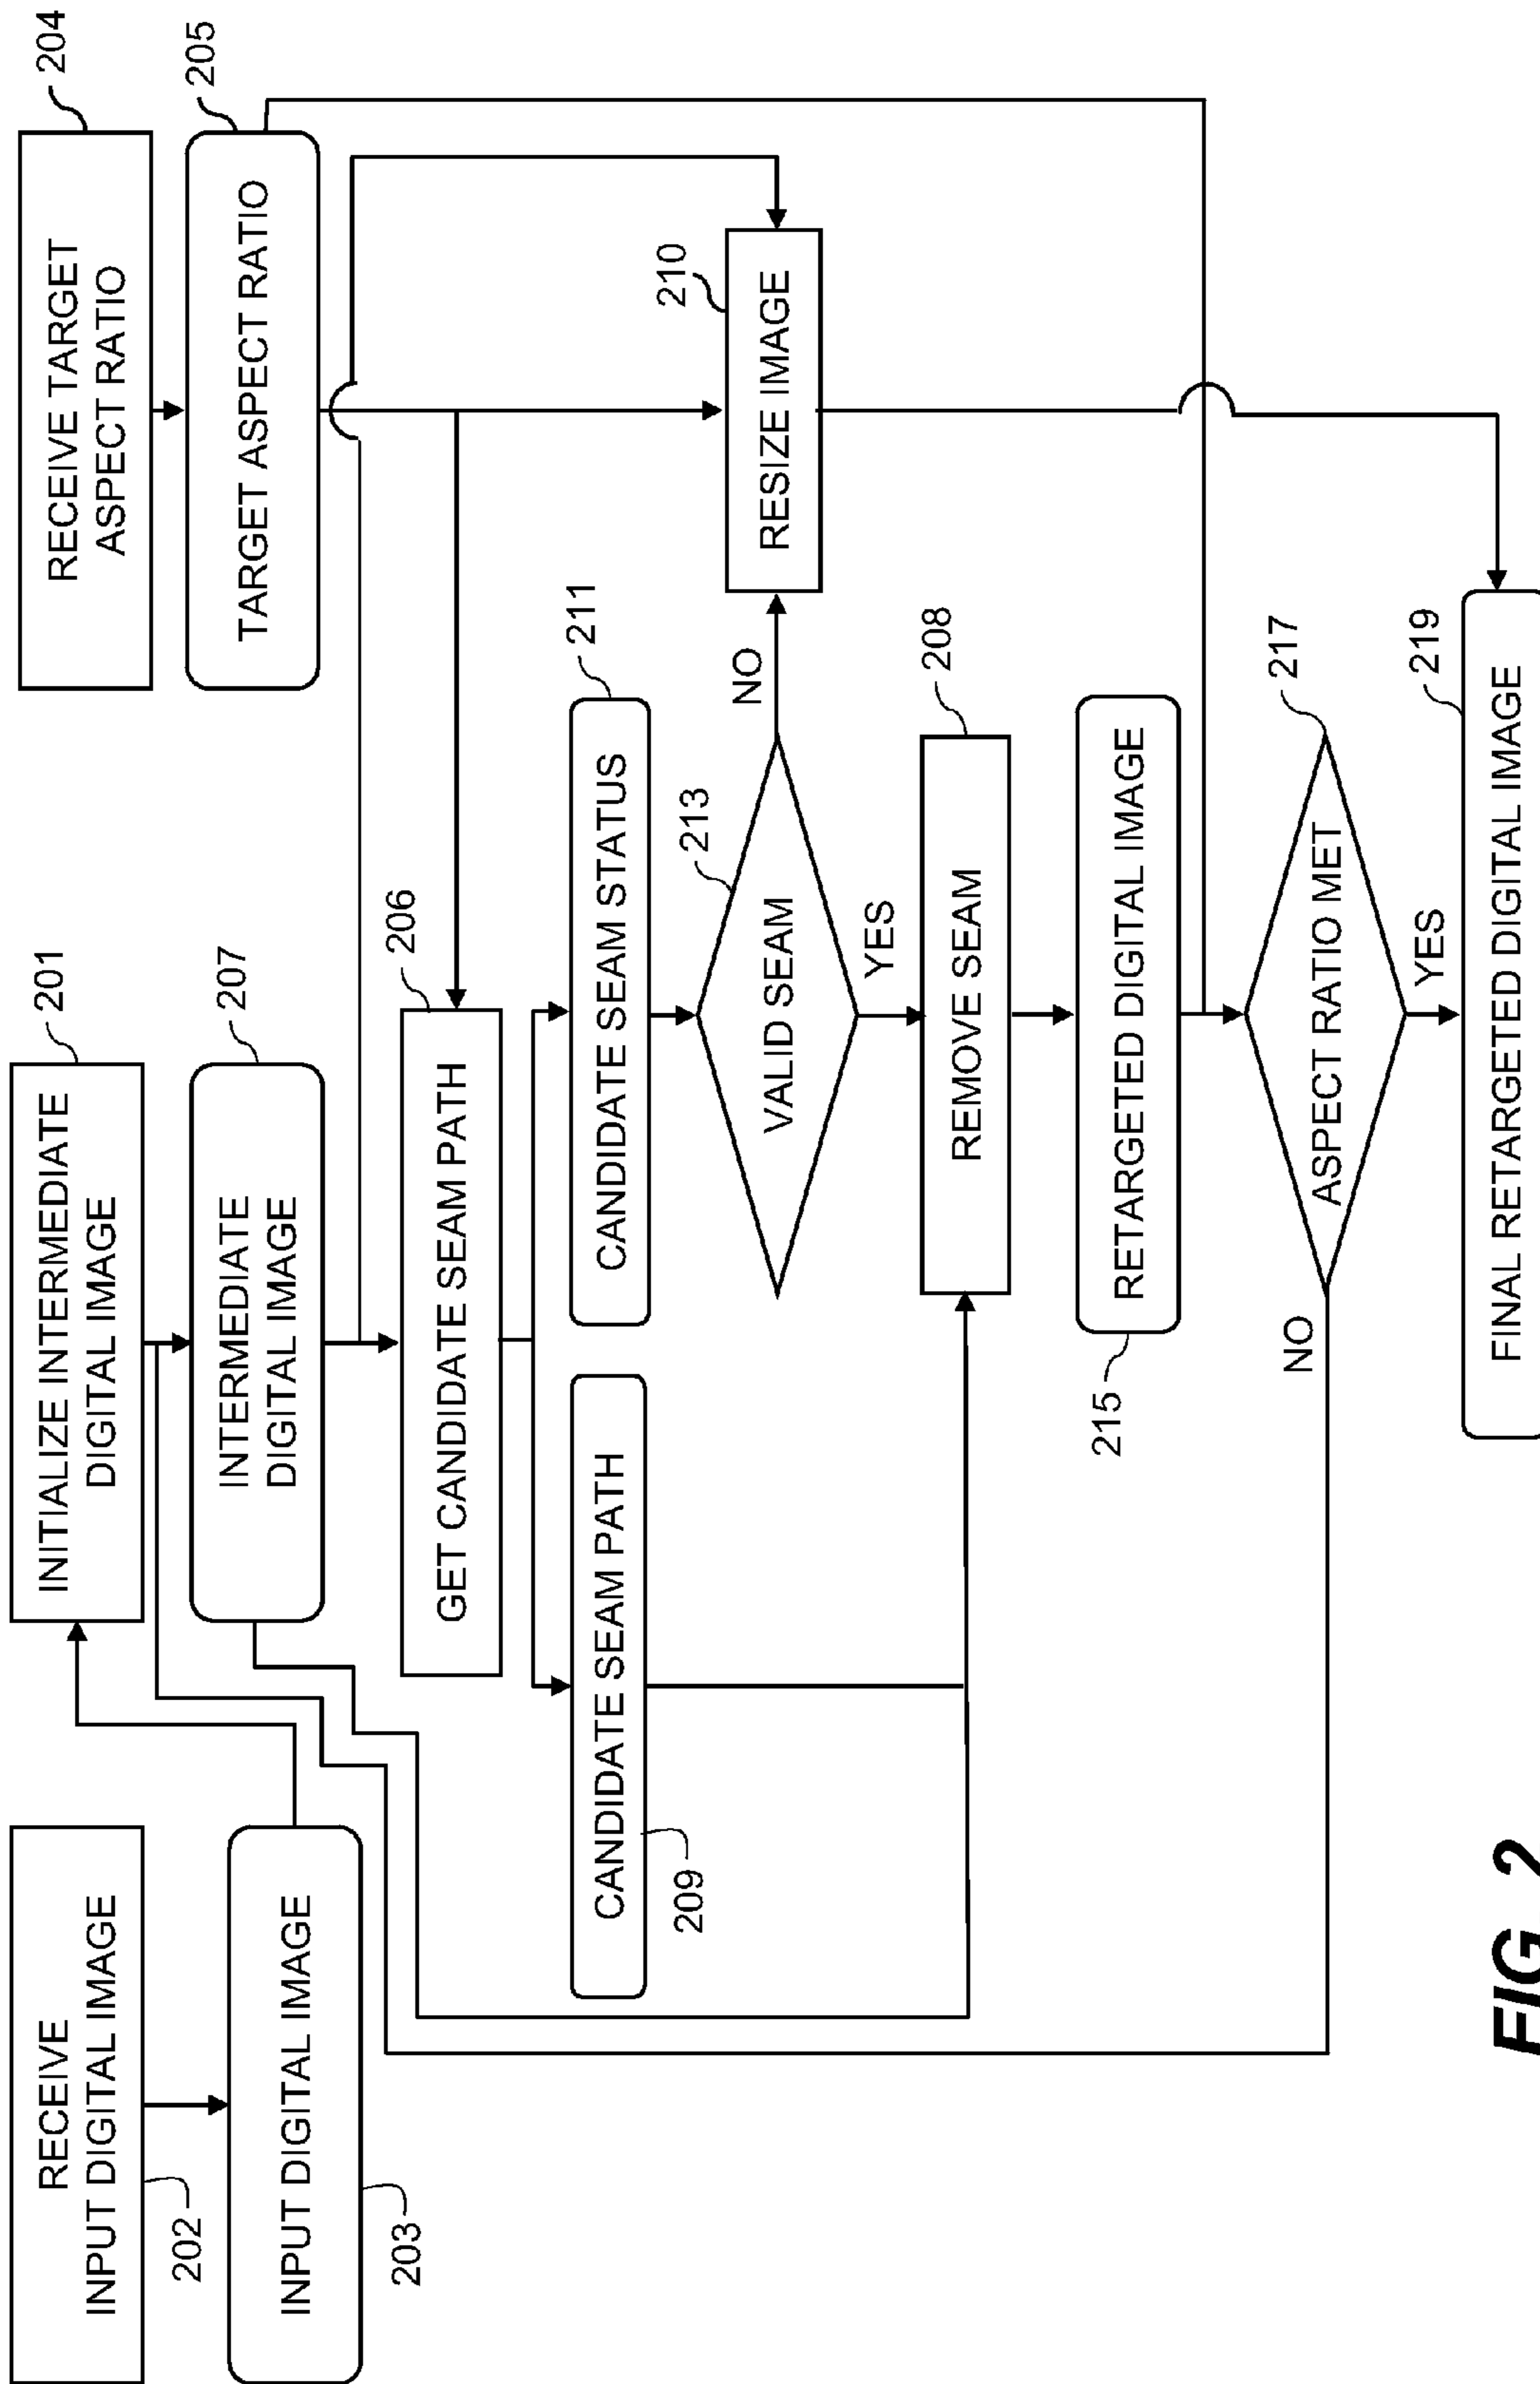 RECEIVE
INPUT DIGITAL IMAGE
202
INPUT DIGITAL IMAGE
203
INITIALIZE INTERMEDIATE
DIGITAL IMAGE
201
INTERMEDIATE
DIGITAL IMAGE
207
RECEIVE TARGET
ASPECT RATIO
204
TARGET ASPECT RATIO
205
GET CANDIDATE SEAM PATH
206
CANDIDATE SEAM PATH
209
CANDIDATE SEAM STATUS
211
VALID SEAM
213
NO
YES
RESIZE IMAGE
210
REMOVE SEAM
208
RETARGETED DIGITAL IMAGE
215
ASPECT RATIO MET
217
NO
YES
FINAL RETARGETED DIGITAL IMAGE
219
FIG. 2